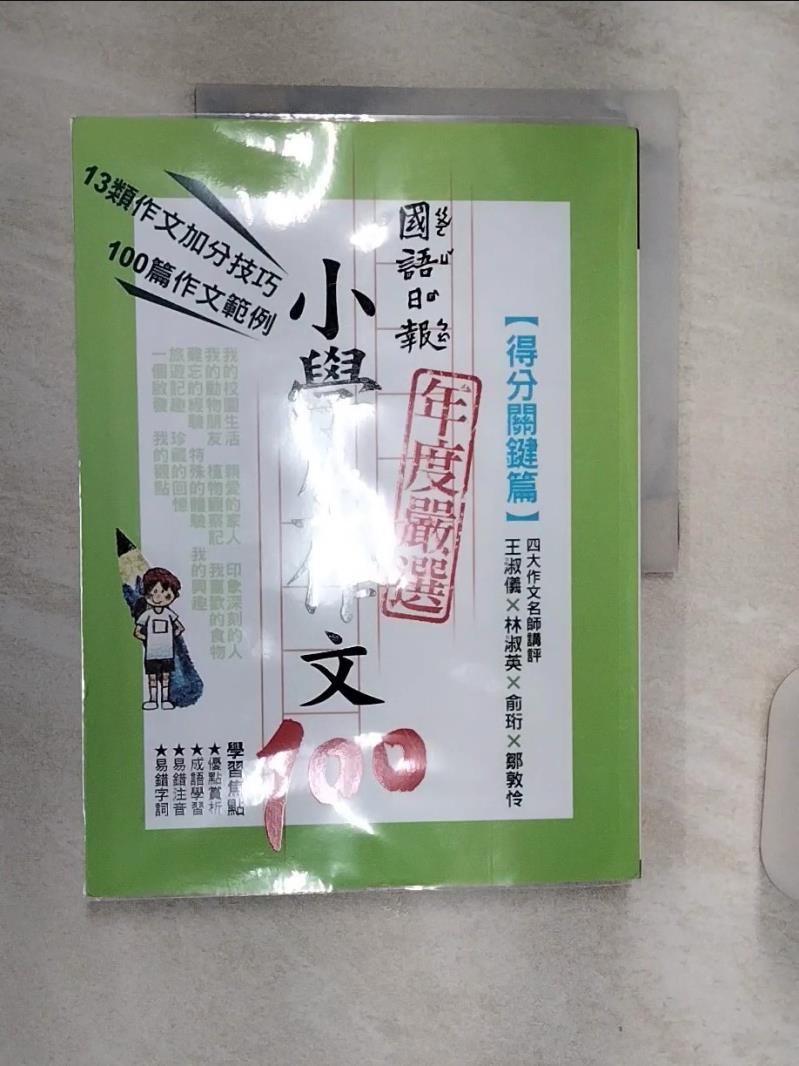 13類作文加分技巧
100篇作文範例
國語日報
小學生作文
100
年度嚴選
【得分關鍵篇】
四大作文名師講評
王淑儀×林淑英×俞珩×鄒敦怜
我的校園生活 親愛的家人 印象深刻的人
我的動物朋友 植物觀察記 我喜歡的食物
難忘的經驗 特殊的體驗 我的興趣
旅遊記趣 珍藏的回憶
一個啟發 我的觀點
學習焦點
★優點賞析
★成語學習
★易錯注音
★易錯字詞